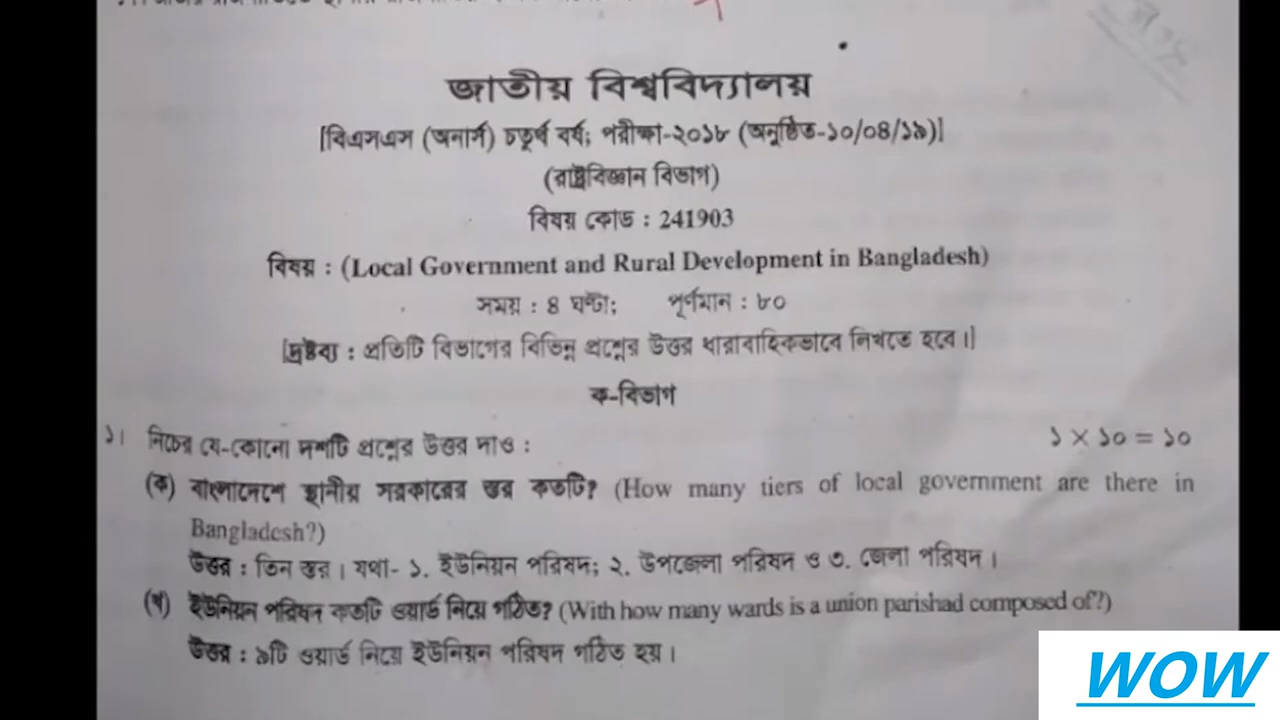 জাতীয় বিশ্ববিদ্যালয়
[বিএসএস (অনার্স) চতুর্থ বর্ষ; পরীক্ষা-২০১৮ (অনুষ্ঠিত-১০/০৪/১৯)]
(রাষ্ট্রবিজ্ঞান বিভাগ)
বিষয় কোড : 241903
বিষয় : (Local Government and Rural Development in Bangladesh)
সময় : ৪ ঘণ্টা; পূর্ণমান : ৮০
[দ্রষ্টব্য : প্রতিটি বিভাগের বিভিন্ন প্রশ্নের উত্তর ধারাবাহিকভাবে লিখতে হবে।]
ক-বিভাগ
১। নিচের যে-কোনো দশটি প্রশ্নের উত্তর দাও : ১ × ১০ = ১০
(ক) বাংলাদেশে স্থানীয় সরকারের স্তর কতটি? (How many tiers of local government are there in
Bangladesh?)
উত্তর : তিন স্তর। যথা- ১. ইউনিয়ন পরিষদ; ২. উপজেলা পরিষদ ও ৩. জেলা পরিষদ।
(খ) ইউনিয়ন পরিষদ কতটি ওয়ার্ড নিয়ে গঠিত? (With how many wards is a union parishad composed of?)
উত্তর : ৯টি ওয়ার্ড নিয়ে ইউনিয়ন পরিষদ গঠিত হয়।
WOW